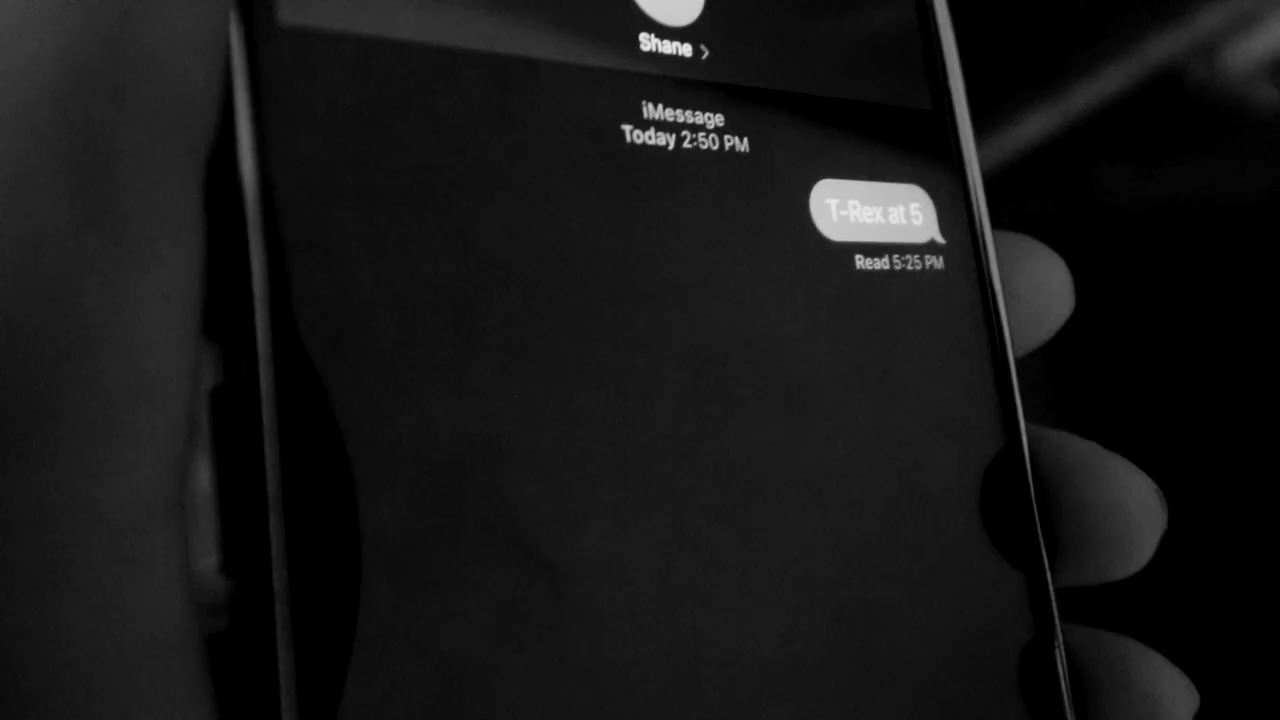 Shane >
iMessage
Today 2:50 PM
T-Rex at 5
Read 5:25 PM